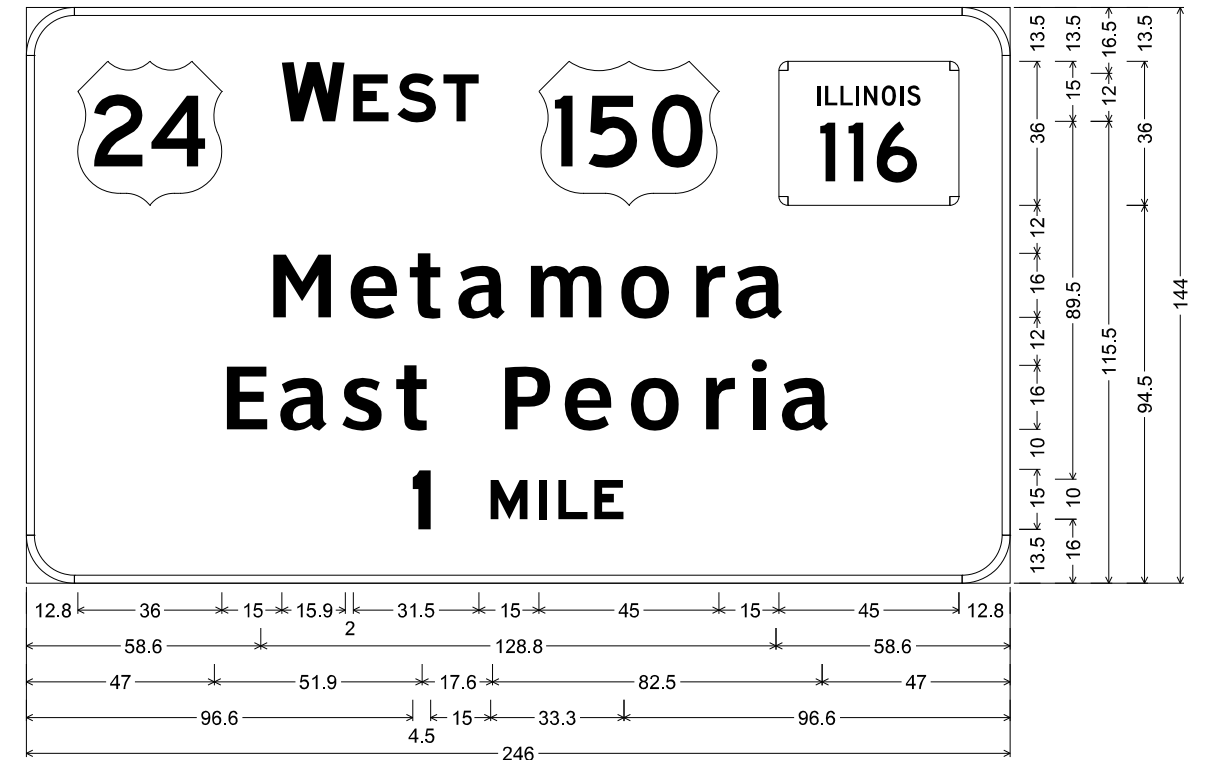 24 WEST 150 ILLINOIS 116
Metamora
East Peoria
1 MILE
13.5 36 12 16 12 16 10 15 13.5
13.5 15 89.5 10 16
16.5 12 115.5
13.5 36 94.5
144
12.8 36 15 15.9 2 31.5 15 45 15 45 12.8
58.6 128.8 58.6
47 51.9 17.6 82.5 47
96.6 4.5 15 33.3 96.6
246